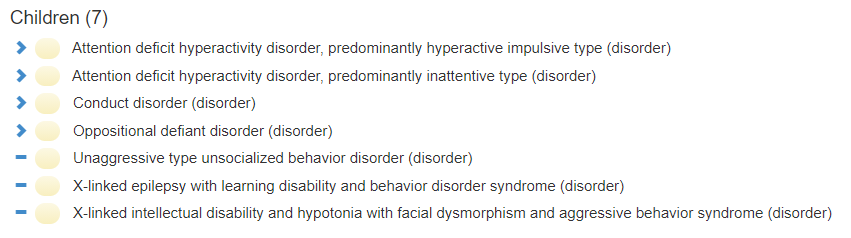 Children (7)
Attention deficit hyperactivity disorder, predominantly hyperactive impulsive type (disorder)
Attention deficit hyperactivity disorder, predominantly inattentive type (disorder)
Conduct disorder (disorder)
Oppositional defiant disorder (disorder)
Unaggressive type unsocialized behavior disorder (disorder)
X-linked epilepsy with learning disability and behavior disorder syndrome (disorder)
X-linked intellectual disability and hypotonia with facial dysmorphism and aggressive behavior syndrome (disorder)